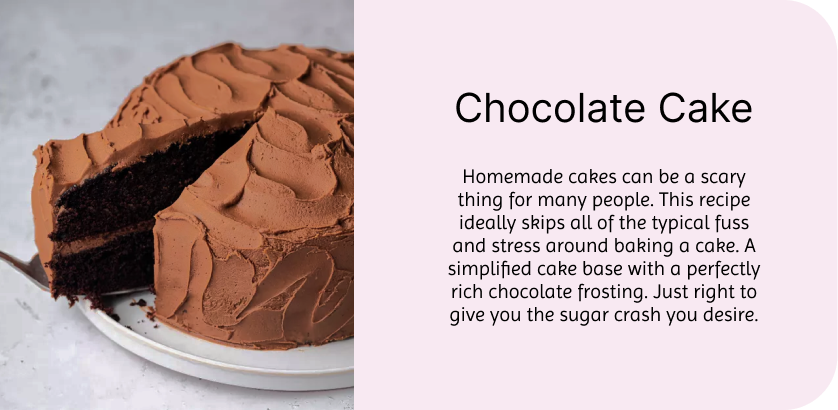 Chocolate Cake
Homemade cakes can be a scary
thing for many people. This recipe
ideally skips all of the typical fuss
and stress around baking a cake. A
simplified cake base with a perfectly
rich chocolate frosting. Just right to
give you the sugar crash you desire.